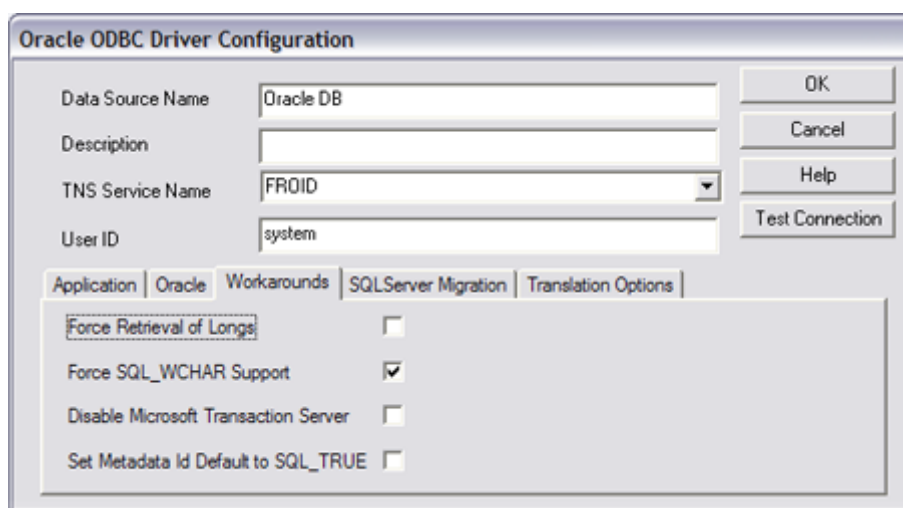 Oracle ODBC Driver Configuration
Data Source Name Oracle DB OK
Description Cancel
TNS Service Name FROID Help
User ID system Test Connection
Application Oracle Workarounds SQLServer Migration Translation Options
Force Retrieval of Longs
Force SQL_WCHAR Support
Disable Microsoft Transaction Server
Set Metadata Id Default to SQL_TRUE